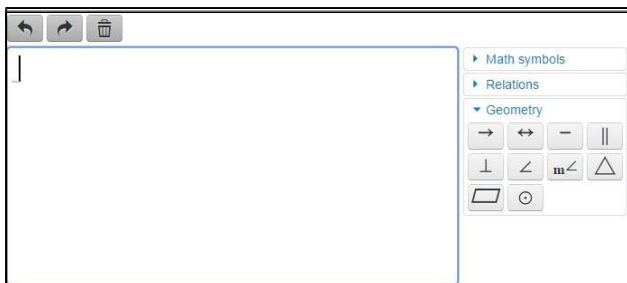 Math symbols
Relations
Geometry
→ ↔ − ∥
⊥ ∠ m∠ △
▱ ⊙